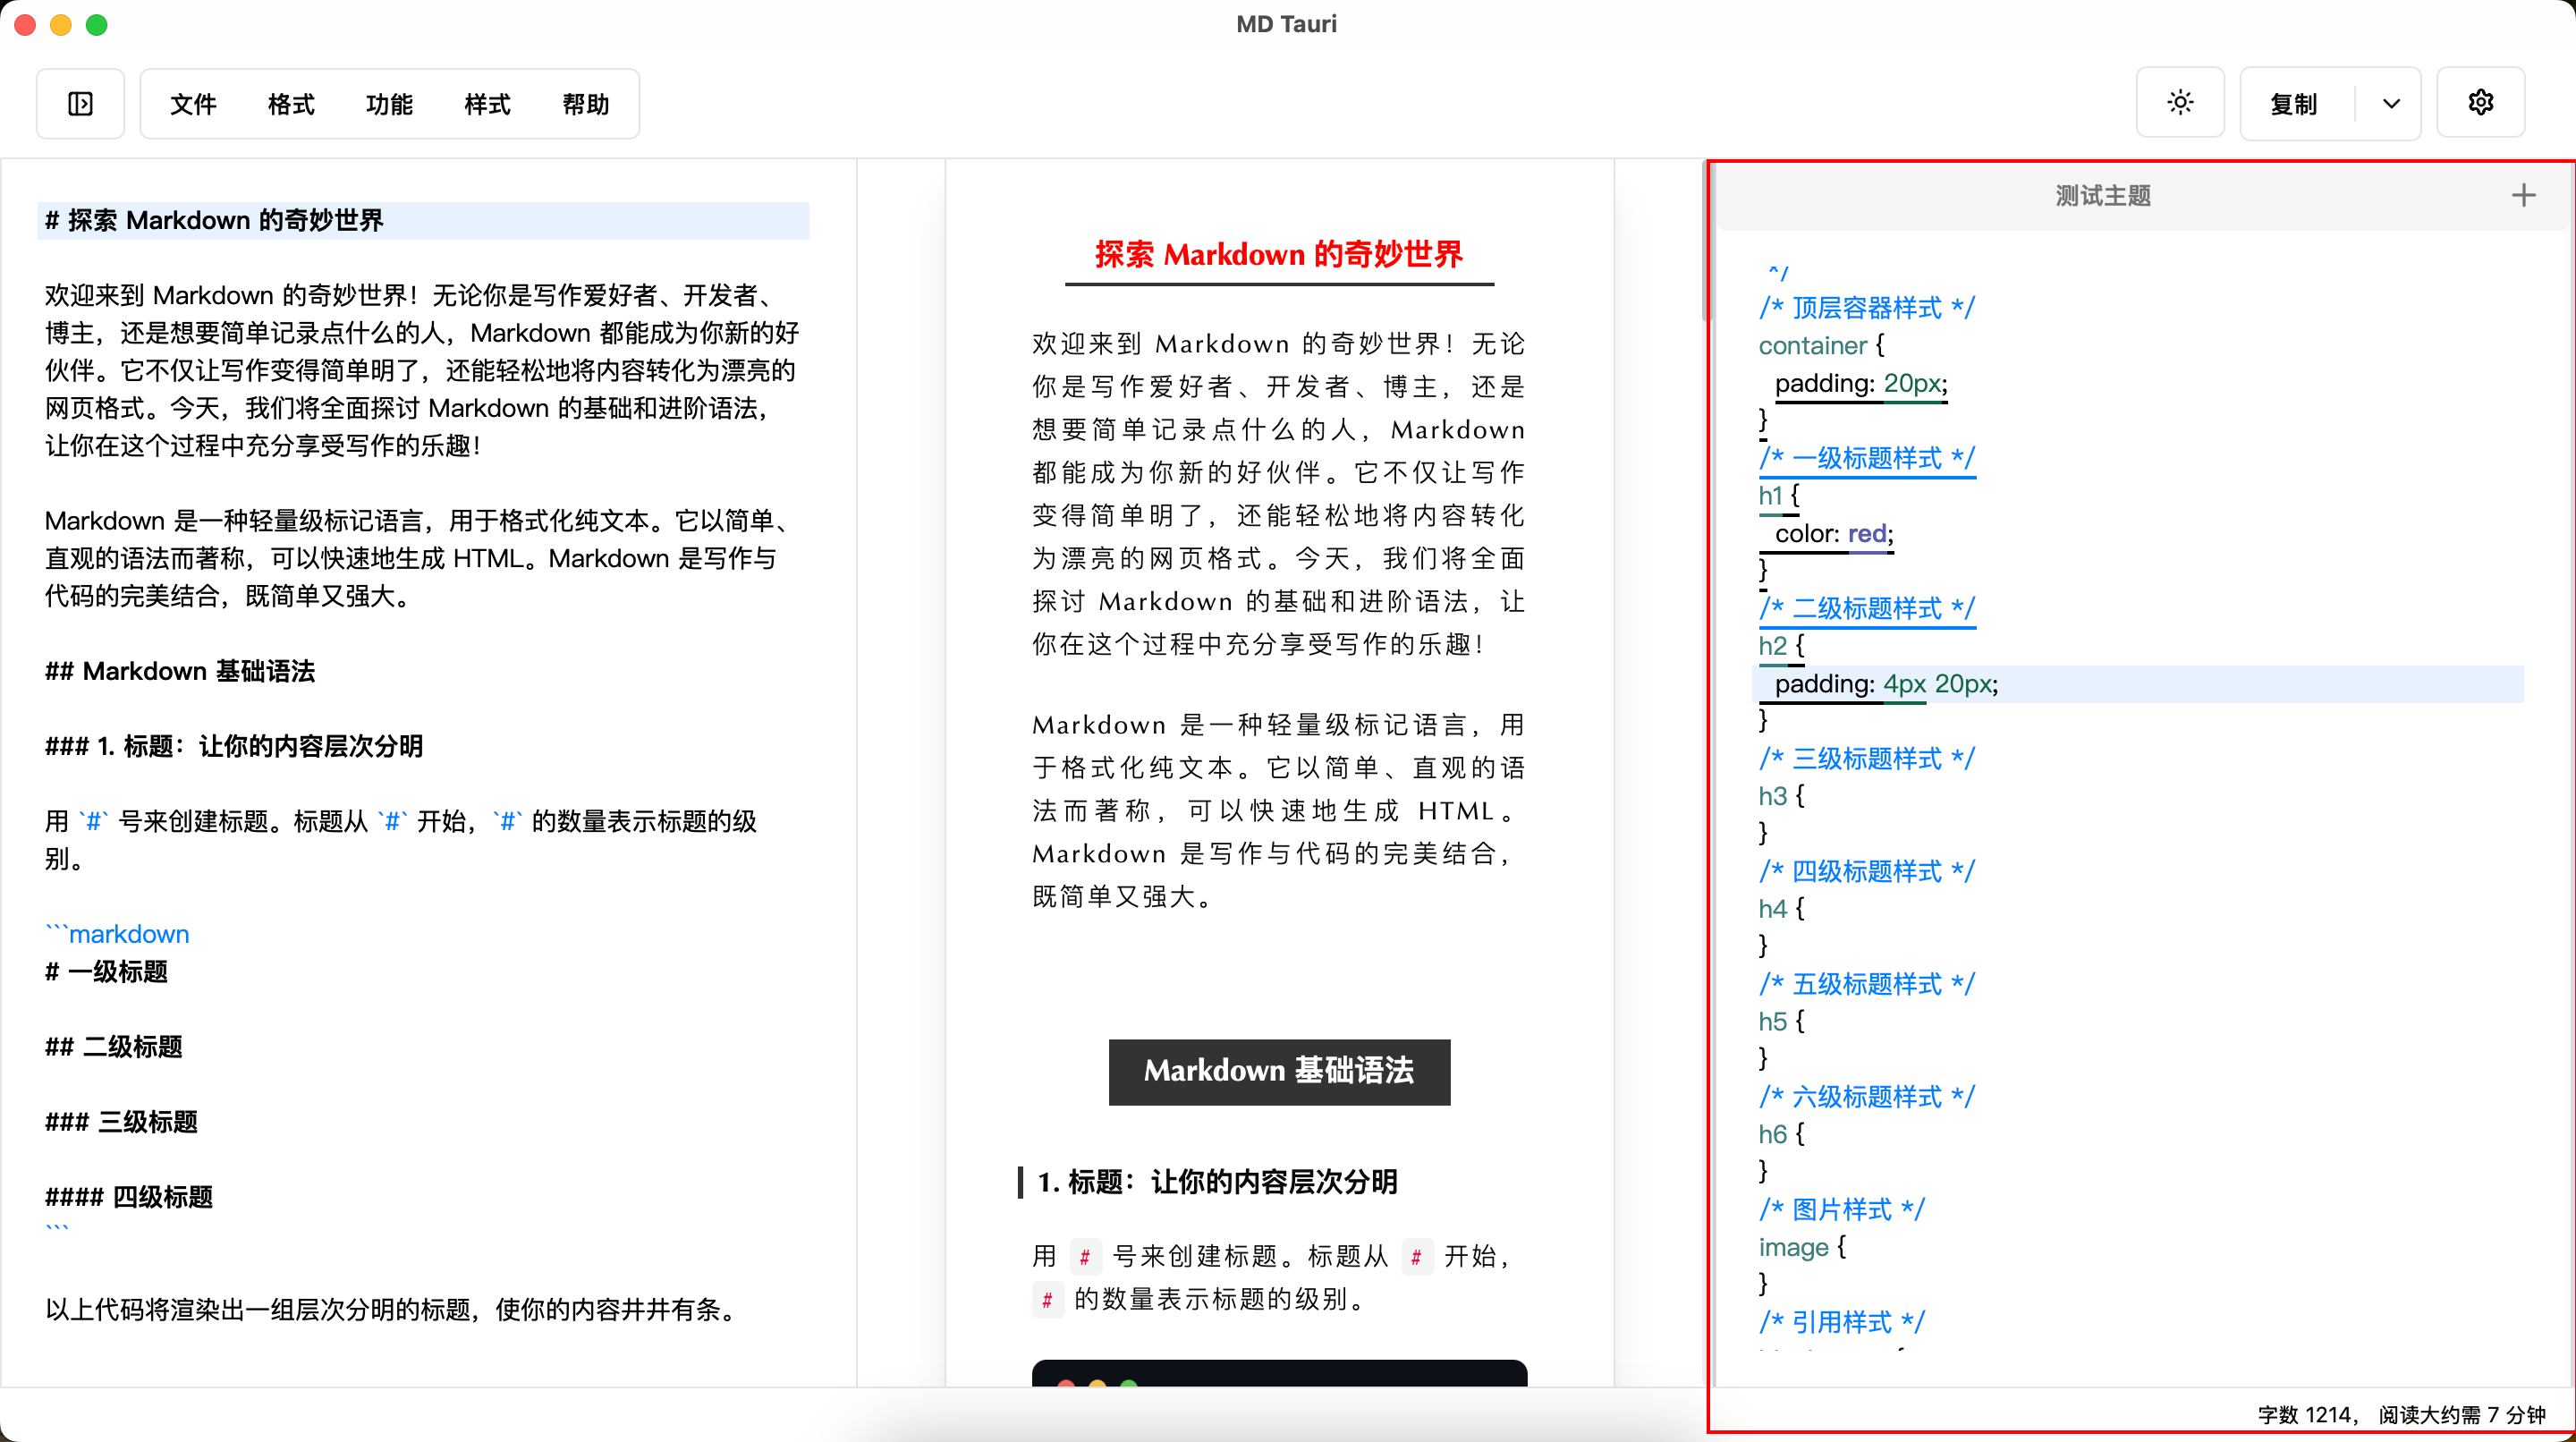 MD Tauri
文件 格式 功能 样式 帮助
复制
# 探索 Markdown 的奇妙世界
欢迎来到 Markdown 的奇妙世界！无论你是写作爱好者、开发者、
博主，还是想要简单记录点什么的人，Markdown 都能成为你新的好
伙伴。它不仅让写作变得简单明了，还能轻松地将内容转化为漂亮的
网页格式。今天，我们将全面探讨 Markdown 的基础和进阶语法，
让你在这个过程中充分享受写作的乐趣！
Markdown 是一种轻量级标记语言，用于格式化纯文本。它以简单、
直观的语法而著称，可以快速地生成 HTML。Markdown 是写作与
代码的完美结合，既简单又强大。
## Markdown 基础语法
### 1. 标题：让你的内容层次分明
用 `#` 号来创建标题。标题从 `#` 开始，`#` 的数量表示标题的级
别。
```markdown
# 一级标题
## 二级标题
### 三级标题
#### 四级标题
```
以上代码将渲染出一组层次分明的标题，使你的内容井井有条。
探索 Markdown 的奇妙世界
欢迎来到 Markdown 的奇妙世界！无论
你是写作爱好者、开发者、博主，还是
想要简单记录点什么的人，Markdown
都能成为你新的好伙伴。它不仅让写作
变得简单明了，还能轻松地将内容转化
为漂亮的网页格式。今天，我们将全面
探讨 Markdown 的基础和进阶语法，让
你在这个过程中充分享受写作的乐趣！
Markdown 是一种轻量级标记语言，用
于格式化纯文本。它以简单、直观的语
法而著称，可以快速地生成 HTML。
Markdown 是写作与代码的完美结合，
既简单又强大。
Markdown 基础语法
1. 标题：让你的内容层次分明
用 # 号来创建标题。标题从 # 开始，
# 的数量表示标题的级别。
测试主题
*/
/* 顶层容器样式 */
container {
padding: 20px;
}
/* 一级标题样式 */
h1 {
color: red;
}
/* 二级标题样式 */
h2 {
padding: 4px 20px;
}
/* 三级标题样式 */
h3 {
}
/* 四级标题样式 */
h4 {
}
/* 五级标题样式 */
h5 {
}
/* 六级标题样式 */
h6 {
}
/* 图片样式 */
image {
}
/* 引用样式 */
字数 1214， 阅读大约需 7 分钟